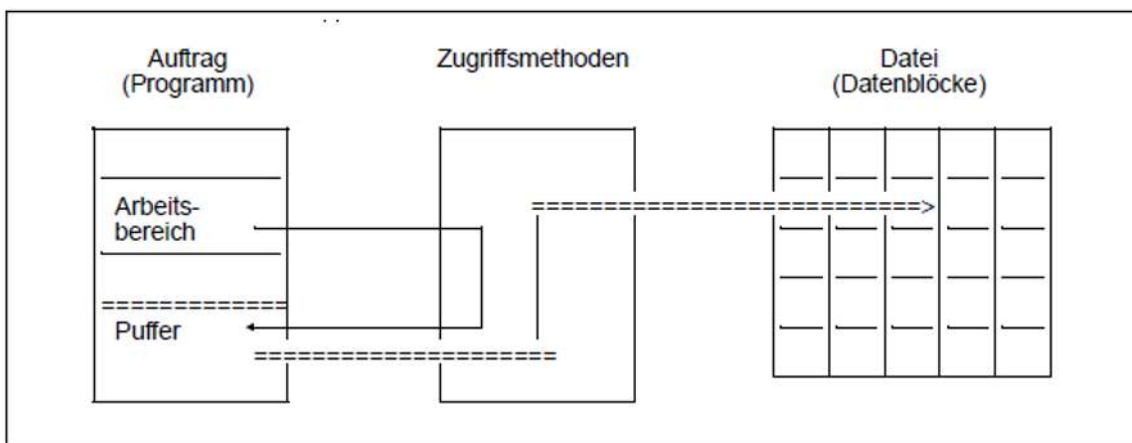 Auftrag
(Programm)
Zugriffsmethoden
Datei
(Datenblöcke)
Arbeits-
bereich
Puffer